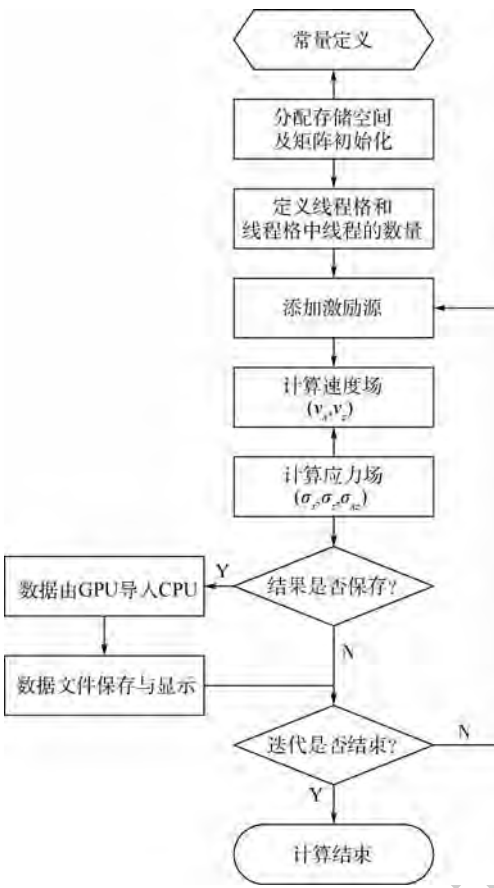 常量定义
分配存储空间
及矩阵初始化
定义线程格和
线程格中线程的数量
添加激励源
计算速度场
(vₓ,v_z)
计算应力场
(σₓ,σ_z,σₓ_z)
结果是否保存?
Y
数据由GPU导入CPU
N
数据文件保存与显示
迭代是否结束?
N
Y
计算结束